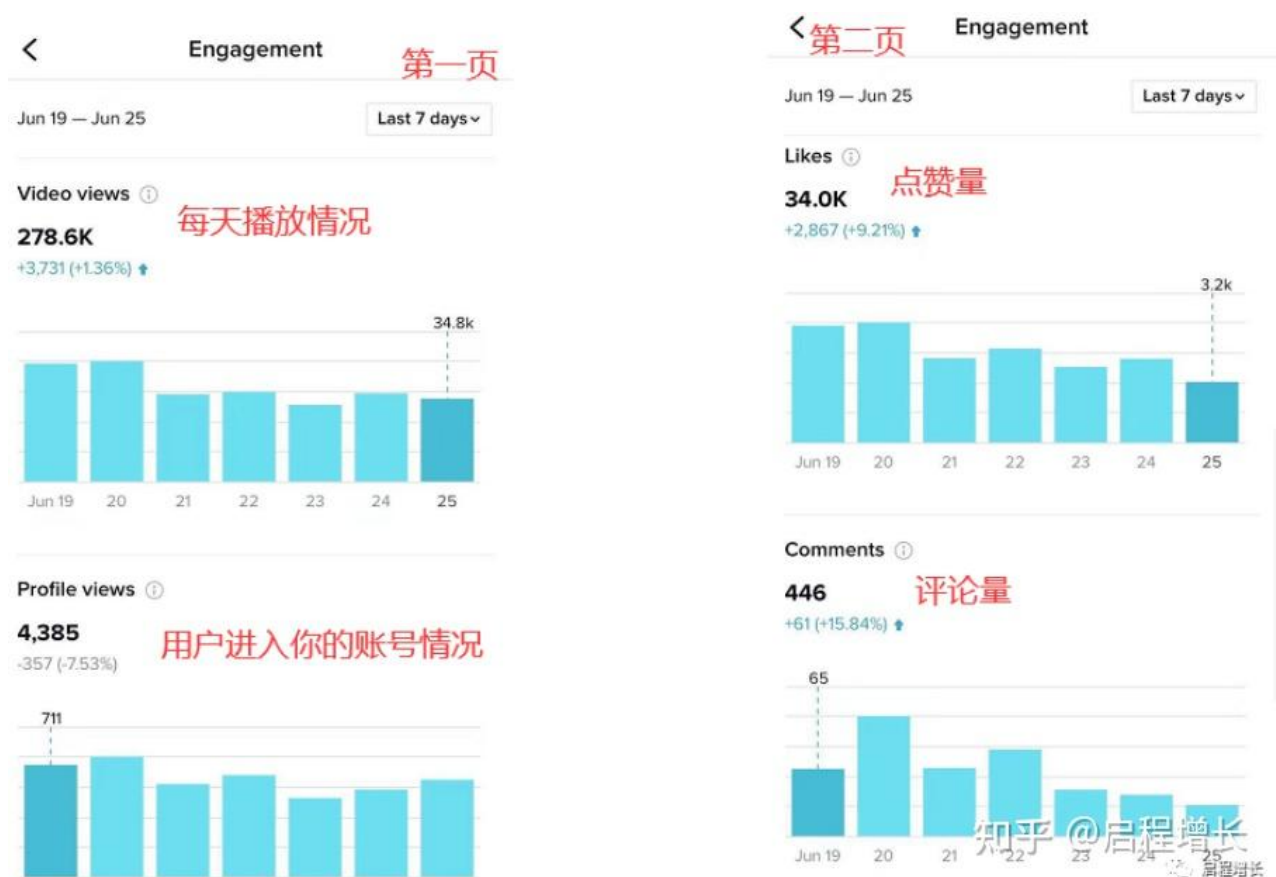 Engagement
第一页
Jun 19 — Jun 25
Last 7 days
Video views
每天播放情况
278.6K
+3,731 (+1.36%)
34.8k
Jun 19 20 21 22 23 24 25
Profile views
4,385
用户进入你的账号情况
-357 (-7.53%)
711
Engagement
第二页
Jun 19 — Jun 25
Last 7 days
Likes
点赞量
34.0K
+2,867 (+9.21%)
3.2k
Jun 19 20 21 22 23 24 25
Comments
446
评论量
+61 (+15.84%)
65
知乎 @启程增长
Jun 19 20 21 22 23 24 25
启程增长